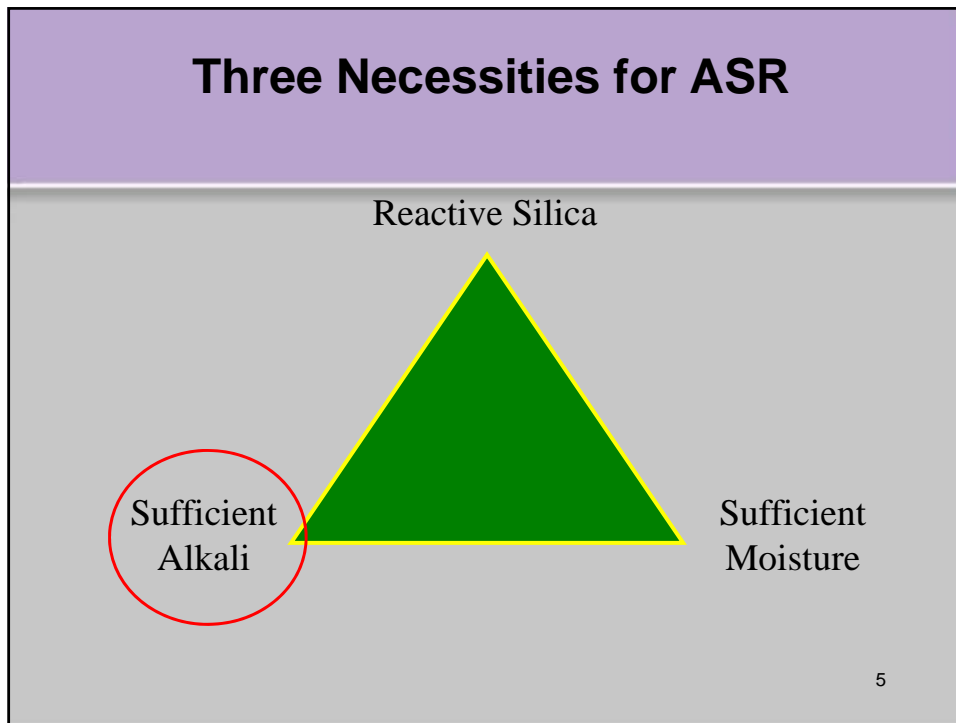 Three Necessities for ASR
Reactive Silica
Sufficient
Alkali
Sufficient
Moisture
5